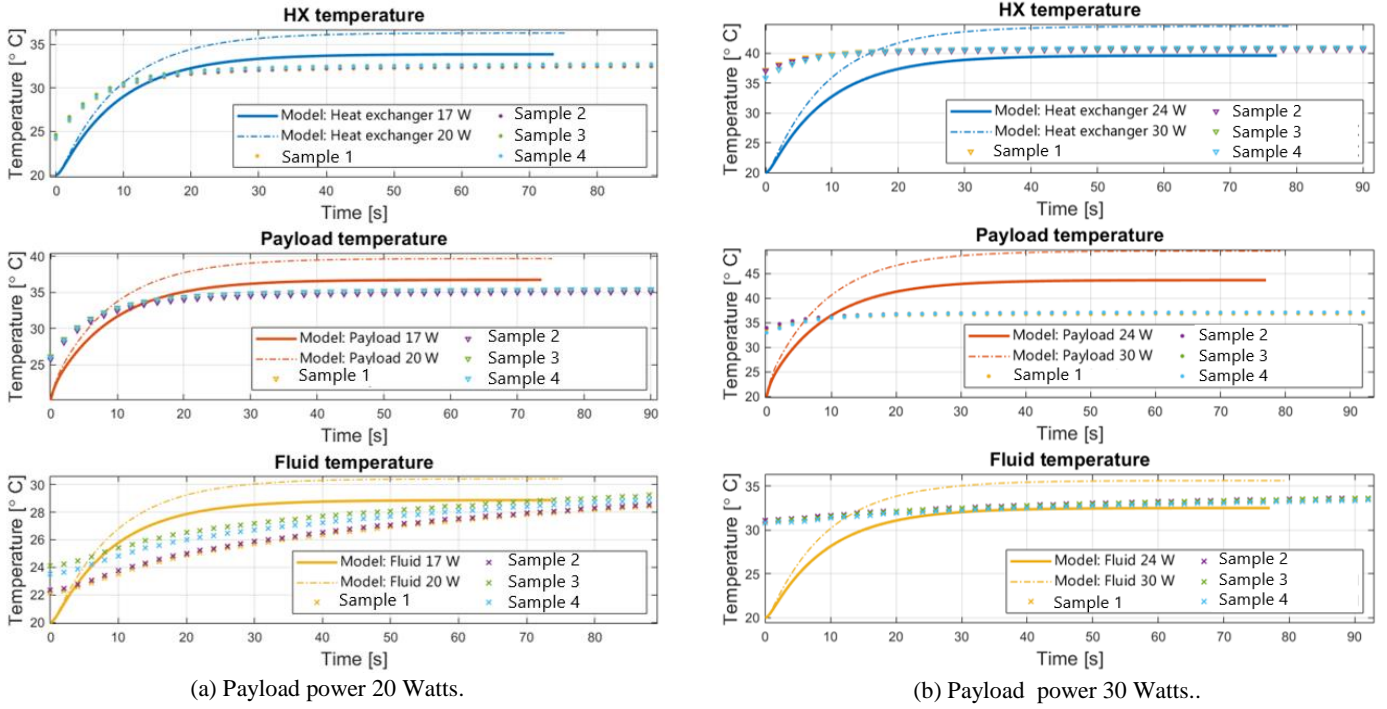 HX temperature
Temperature [° C]
35
30
25
20
Model: Heat exchanger 17 W
Model: Heat exchanger 20 W
Sample 1
Sample 2
Sample 3
Sample 4
0 10 20 30 40 50 60 70 80
Time [s]
Payload temperature
Temperature [° C]
40
35
30
25
Model: Payload 17 W
Model: Payload 20 W
Sample 1
Sample 2
Sample 3
Sample 4
0 10 20 30 40 50 60 70 80 90
Time [s]
Fluid temperature
Temperature [° C]
30
28
26
24
22
20
Model: Fluid 17 W
Model: Fluid 20 W
Sample 1
Sample 2
Sample 3
Sample 4
0 10 20 30 40 50 60 70 80
Time [s]
(a) Payload power 20 Watts.
HX temperature
Temperature [° C]
40
35
30
25
20
Model: Heat exchanger 24 W
Model: Heat exchanger 30 W
Sample 1
Sample 2
Sample 3
Sample 4
0 10 20 30 40 50 60 70 80 90
Time [s]
Payload temperature
Temperature [° C]
45
40
35
30
25
20
Model: Payload 24 W
Model: Payload 30 W
Sample 1
Sample 2
Sample 3
Sample 4
0 10 20 30 40 50 60 70 80 90
Time [s]
Fluid temperature
Temperature [° C]
35
30
25
20
Model: Fluid 24 W
Model: Fluid 30 W
Sample 1
Sample 2
Sample 3
Sample 4
0 10 20 30 40 50 60 70 80 90
Time [s]
(b) Payload power 30 Watts..